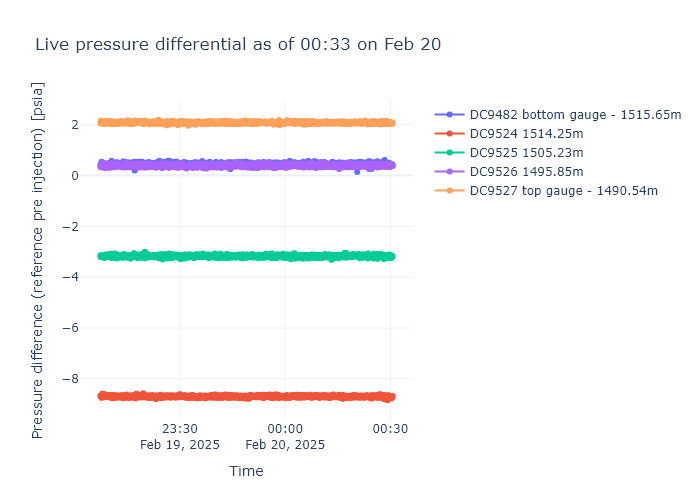 Live pressure differential as of 00:33 on Feb 20
Pressure difference (reference pre injection) [psia]
2
0
−2
−4
−6
−8
23:30
Feb 19, 2025
00:00
Feb 20, 2025
00:30
Time
DC9482 bottom gauge - 1515.65m
DC9524 1514.25m
DC9525 1505.23m
DC9526 1495.85m
DC9527 top gauge - 1490.54m